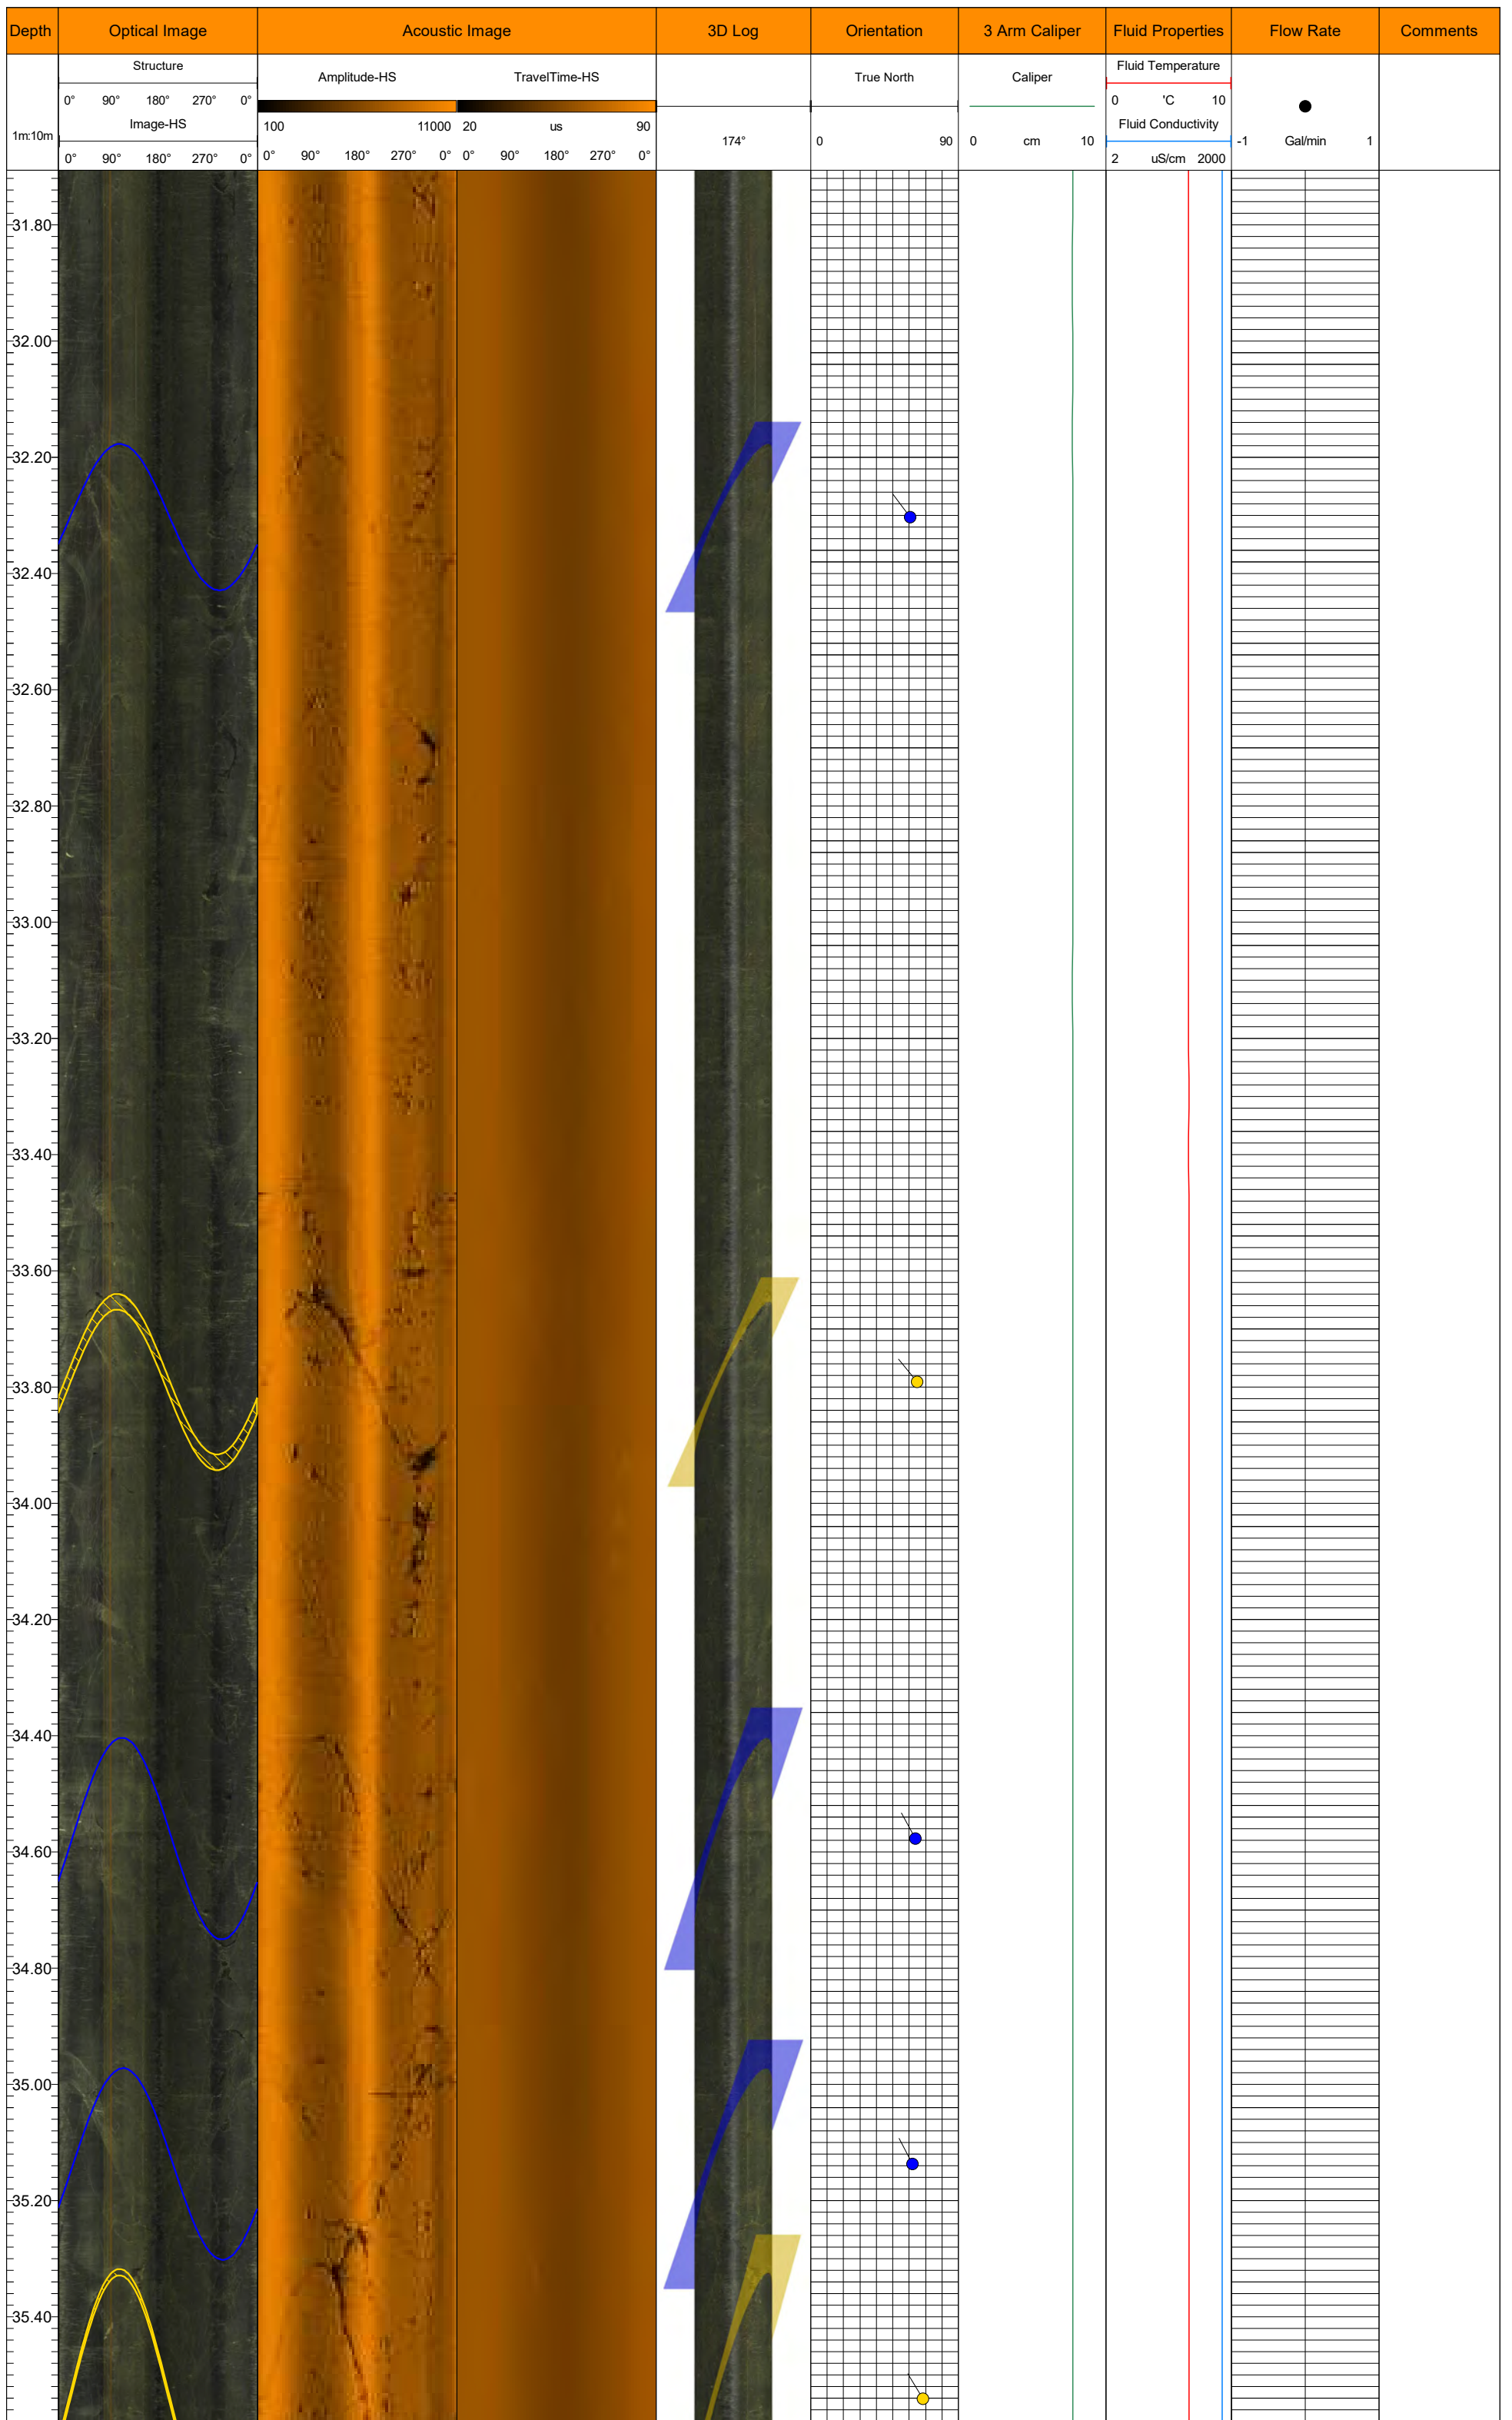 Depth Optical Image Acoustic Image 3D Log Orientation 3 Arm Caliper Fluid Properties Flow Rate Comments
Structure
0° 90° 180° 270° 0°
Image-HS
1m:10m
0° 90° 180° 270° 0°
Amplitude-HS
100 11000
0° 90° 180° 270° 0°
TravelTime-HS
20 us 90
0° 90° 180° 270° 0°
174°
True North
0 90
Caliper
0 cm 10
Fluid Temperature
0 'C 10
Fluid Conductivity
2 uS/cm 2000
-1 Gal/min 1
31.80
32.00
32.20
32.40
32.60
32.80
33.00
33.20
33.40
33.60
33.80
34.00
34.20
34.40
34.60
34.80
35.00
35.20
35.40